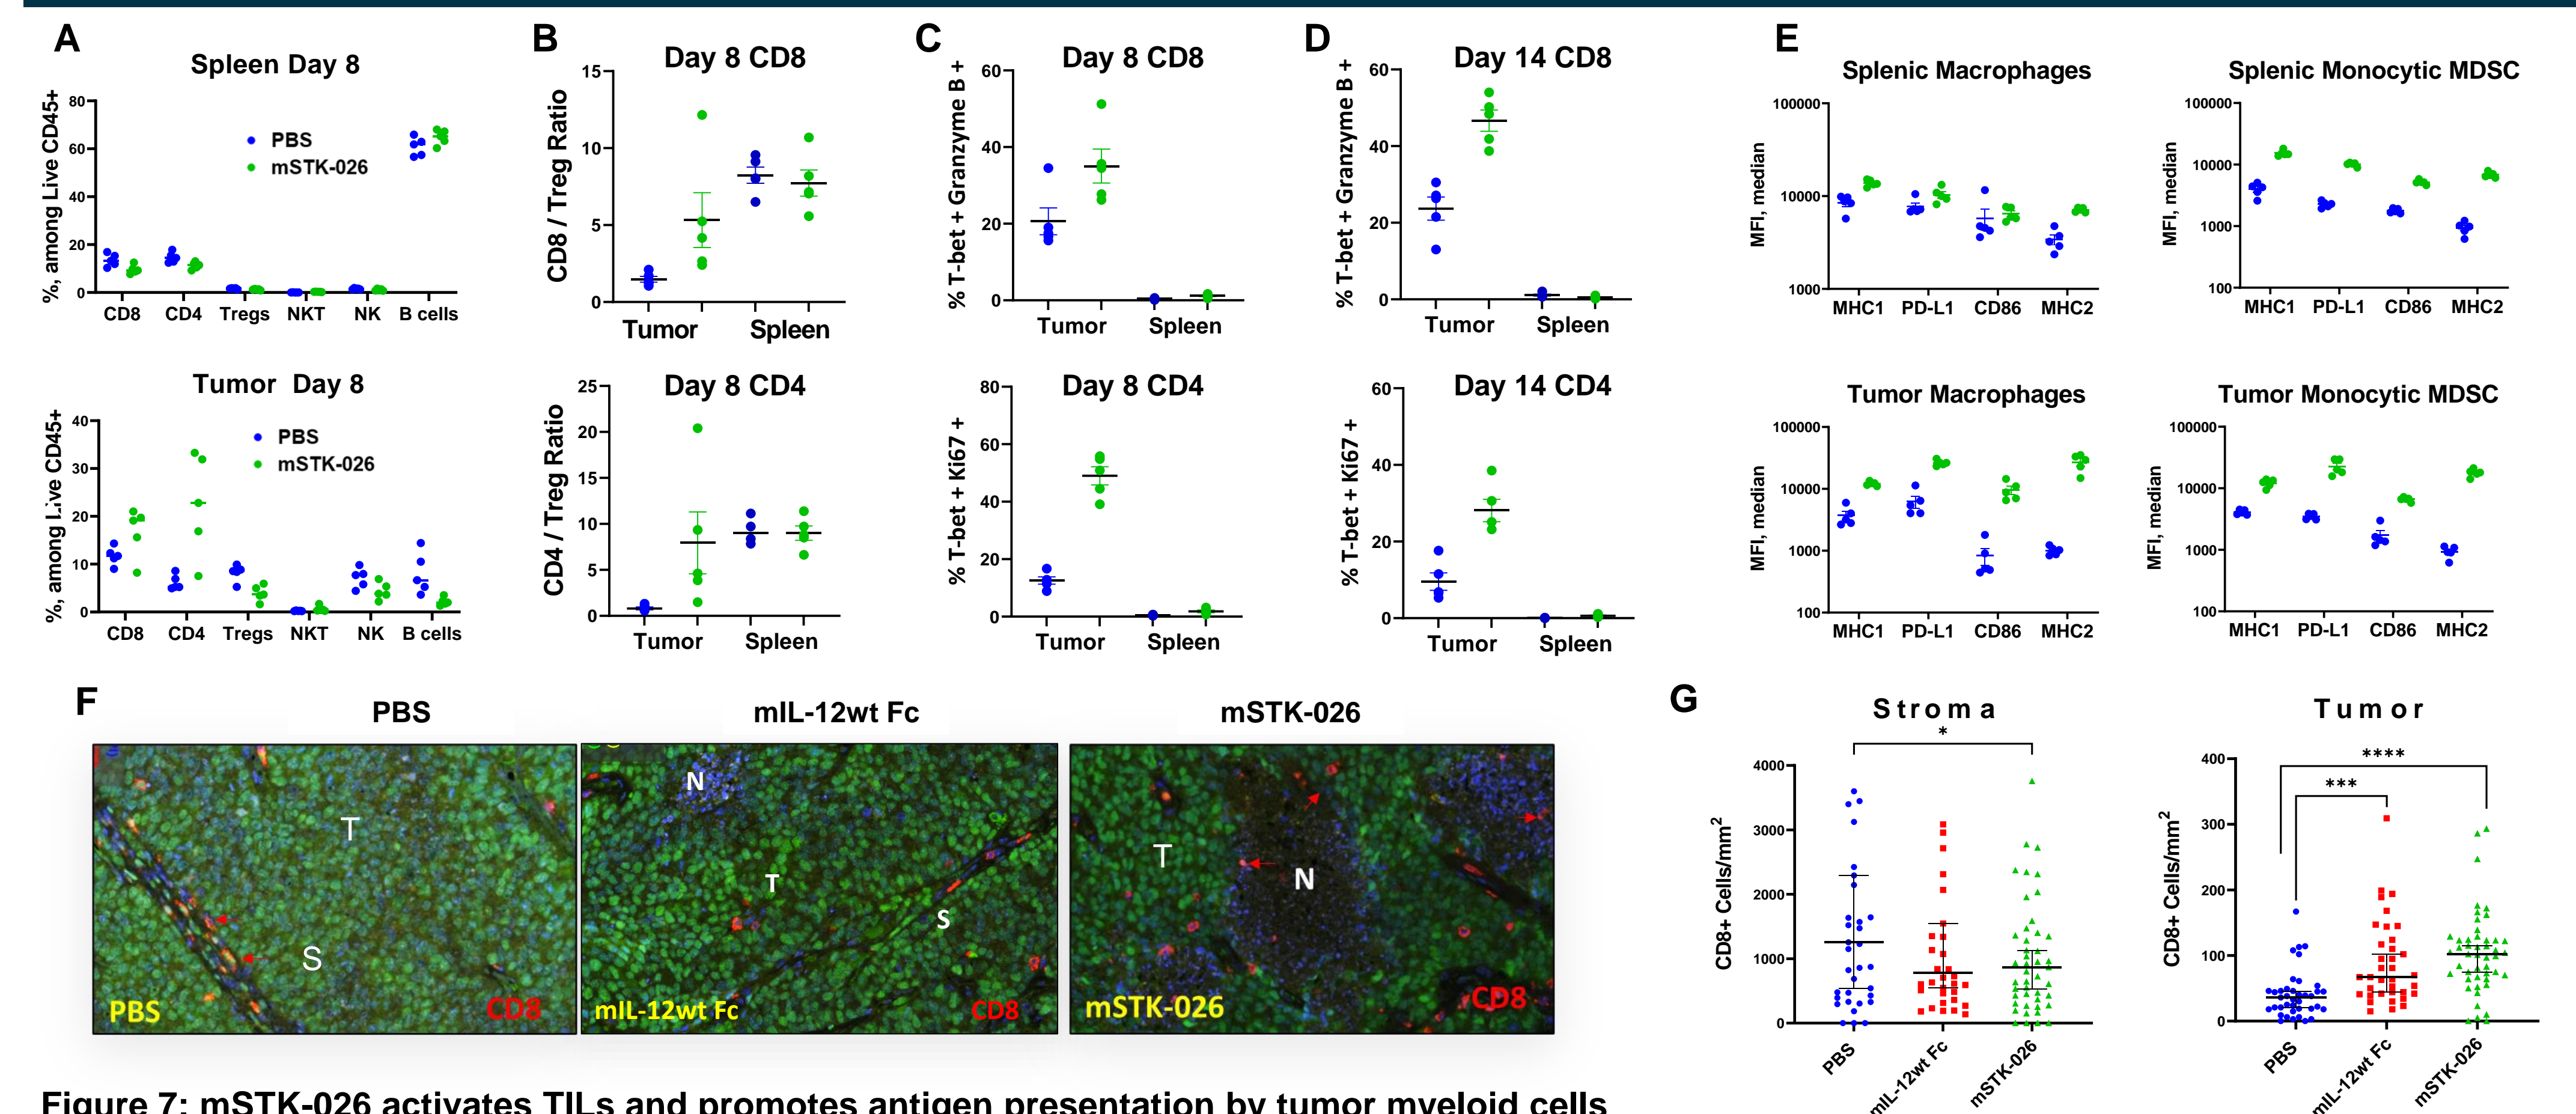 A
Spleen Day 8
%, among Live CD45+
80
60
40
20
0
PBS
mSTK-026
CD8 CD4 Tregs NKT NK B cells
Tumor Day 8
%, among Live CD45+
40
30
20
10
0
PBS
mSTK-026
CD8 CD4 Tregs NKT NK B cells
B
Day 8 CD8
CD8 / Treg Ratio
15
10
5
0
Tumor Spleen
Day 8 CD4
CD4 / Treg Ratio
25
20
15
10
5
0
Tumor Spleen
C
Day 8 CD8
% T-bet + Granzyme B +
60
40
20
0
Tumor Spleen
Day 8 CD4
% T-bet + Ki67 +
80
60
40
20
0
Tumor Spleen
D
Day 14 CD8
% T-bet + Granzyme B +
60
40
20
0
Tumor Spleen
Day 14 CD4
% T-bet + Ki67 +
60
40
20
0
Tumor Spleen
E
Splenic Macrophages
MFI, median
100000
10000
1000
MHC1 PD-L1 CD86 MHC2
Splenic Monocytic MDSC
MFI, median
100000
10000
1000
100
MHC1 PD-L1 CD86 MHC2
Tumor Macrophages
MFI, median
100000
10000
1000
100
MHC1 PD-L1 CD86 MHC2
Tumor Monocytic MDSC
MFI, median
100000
10000
1000
100
MHC1 PD-L1 CD86 MHC2
F
PBS
T
S
PBS
CD8
mIL-12wt Fc
N
T
S
mIL-12wt Fc
CD8
mSTK-026
T
N
mSTK-026
CD8
G
Stroma
*
CD8+ Cells/mm2
4000
3000
2000
1000
0
PBS
mIL-12wt Fc
mSTK-026
Tumor
****
***
CD8+ Cells/mm2
400
300
200
100
0
PBS
mIL-12wt Fc
mSTK-026
Figure 7: mSTK-026 activates TILs and promotes antigen presentation by tumor myeloid cells